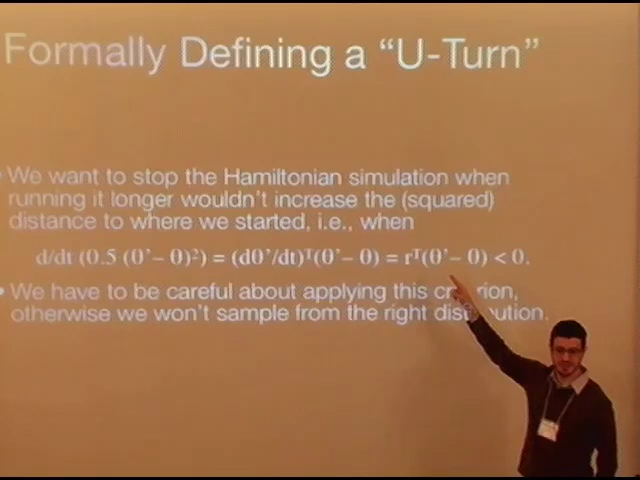 Formally Defining a “U-Turn”
• We want to stop the Hamiltonian simulation when
running it longer wouldn't increase the (squared)
distance to where we started, i.e., when
d/dt (0.5 (θ’– θ)²) = (dθ’/dt)ᵀ(θ’– θ) = rᵀ(θ’– θ) < 0.
• We have to be careful about applying this
otherwise we won't sample from the right